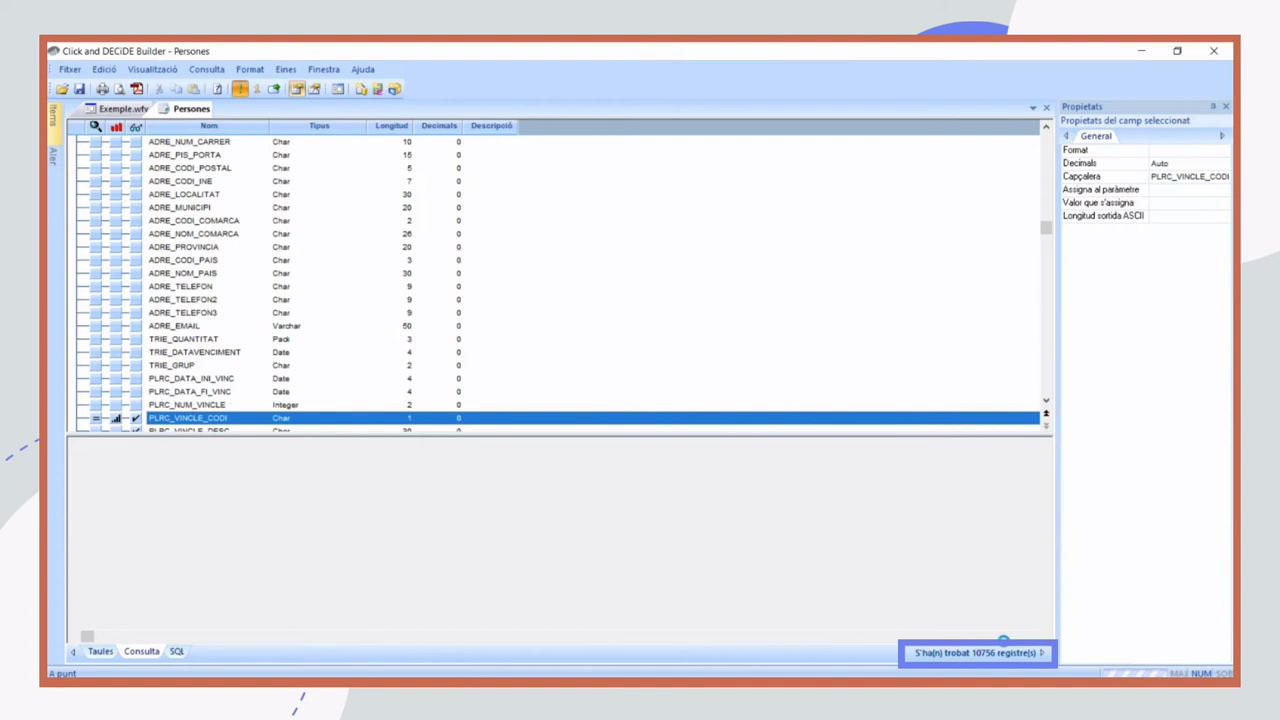 Click and DECiDE Builder - Persones
Fitxer Edició Visualització Consulta Format Eines Finestra Ajuda
Items
Aler
Exemple.wfv Persones
Nom Tipus Longitud Decimals Descripció
ADRE_NUM_CARRER Char 10 0
ADRE_PIS_PORTA Char 15 0
ADRE_CODI_POSTAL Char 5 0
ADRE_CODI_INE Char 7 0
ADRE_LOCALITAT Char 30 0
ADRE_MUNICIPI Char 20 0
ADRE_CODI_COMARCA Char 2 0
ADRE_NOM_COMARCA Char 26 0
ADRE_PROVINCIA Char 20 0
ADRE_CODI_PAIS Char 3 0
ADRE_NOM_PAIS Char 30 0
ADRE_TELEFON Char 9 0
ADRE_TELEFON2 Char 9 0
ADRE_TELEFON3 Char 9 0
ADRE_EMAIL Varchar 50 0
TRIE_QUANTITAT Pack 3 0
TRIE_DATAVENCIMENT Date 4 0
TRIE_GRUP Char 2 0
PLRC_DATA_INI_VINC Date 4 0
PLRC_DATA_FI_VINC Date 4 0
PLRC_NUM_VINCLE Integer 2 0
PLRC_VINCLE_CODI Char 1 0
PLRC_VINCLE_DESC Char 30 0
Propietats
Propietats del camp seleccionat
General
Format
Decimals Auto
Capçalera PLRC_VINCLE_CODI
Assigna al paràmetre
Valor que s'assigna
Longitud sortida ASCII
Taules Consulta SQL
S'ha(n) trobat 10756 registre(s)
A punt
MAJ NUM SOB